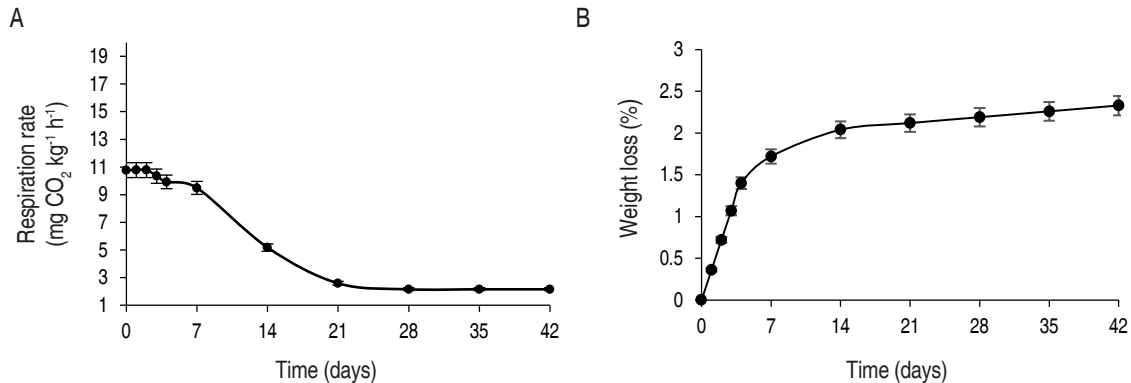 A
Respiration rate
(mg CO₂ kg⁻¹ h⁻¹)
19
17
15
13
11
9
7
5
3
1
0 7 14 21 28 35 42
Time (days)
B
Weight loss (%)
3
2.5
2
1.5
1
0.5
0
0 7 14 21 28 35 42
Time (days)